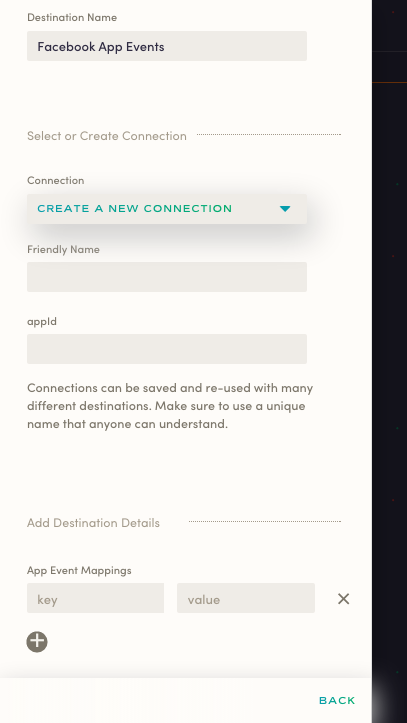 Destination Name
Facebook App Events
Select or Create Connection
Connection
CREATE A NEW CONNECTION
Friendly Name
appId
Connections can be saved and re-used with many
different destinations. Make sure to use a unique
name that anyone can understand.
Add Destination Details
App Event Mappings
key value
BACK